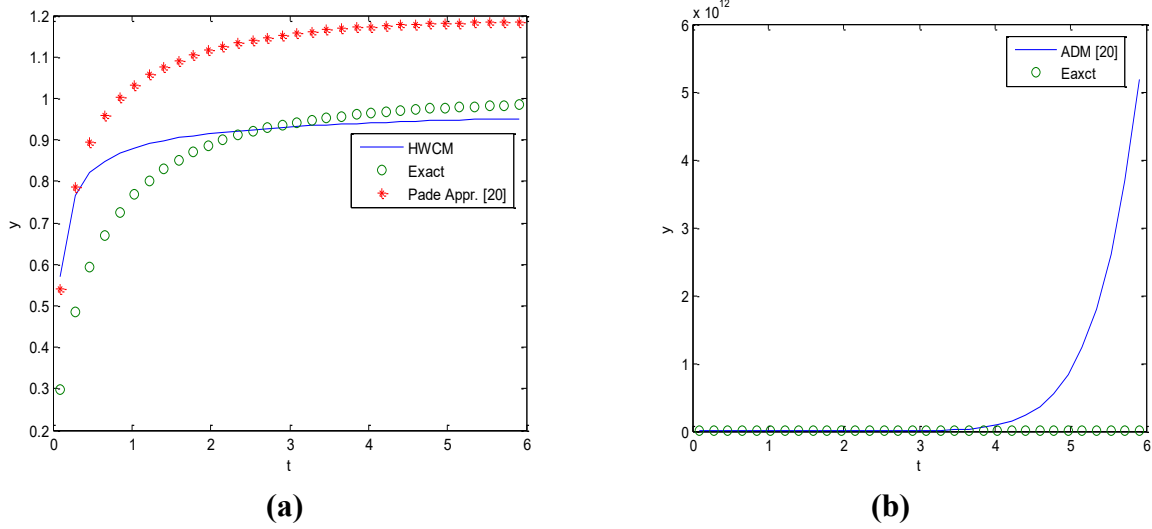 1.2
1.1
1
0.9
0.8
0.7
0.6
0.5
0.4
0.3
0.2
y
0 1 2 3 4 5 6
t
HWCM
Exact
Pade Appr. [20]
(a)
x 10^12
6
5
4
3
2
1
0
y
0 1 2 3 4 5 6
t
ADM [20]
Eaxct
(b)